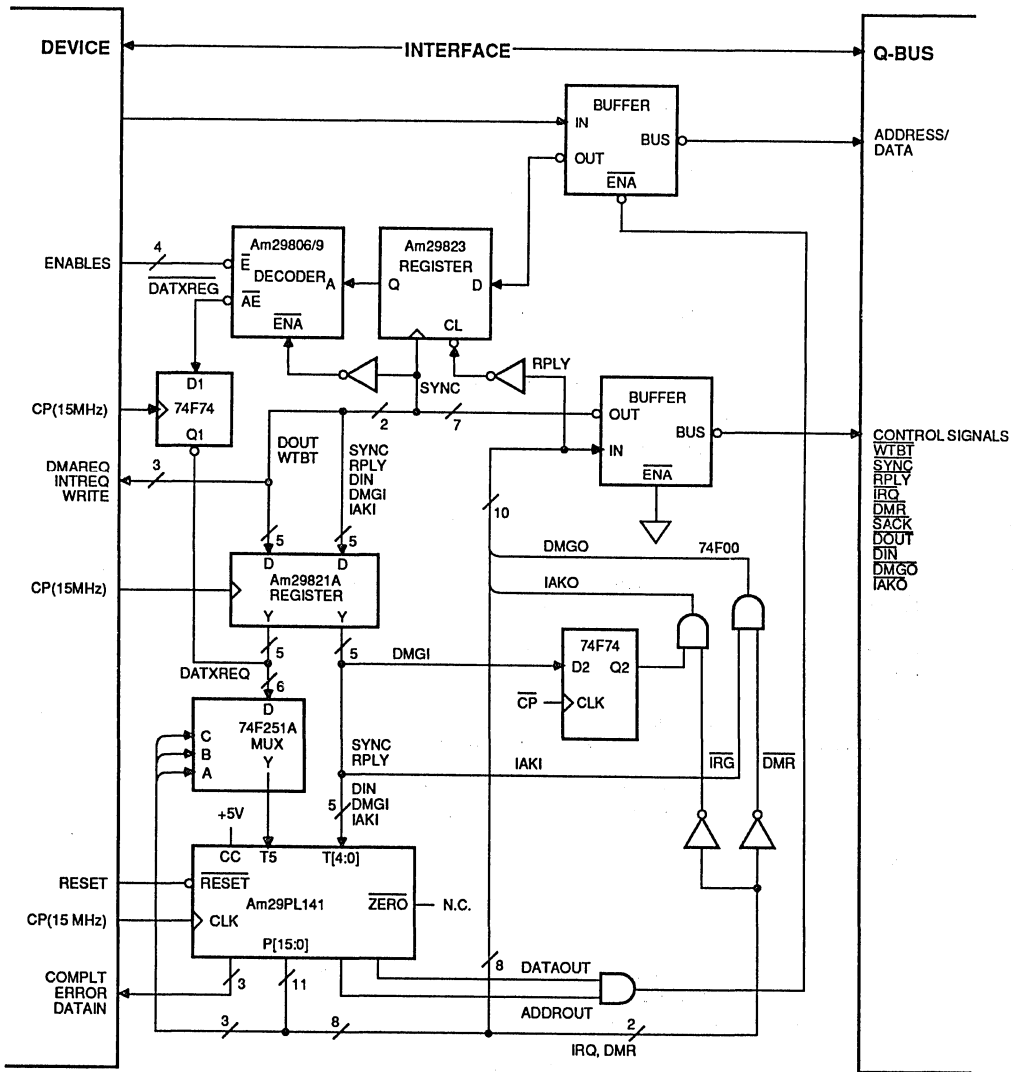 DEVICE
INTERFACE
Q-BUS
BUFFER
IN
BUS
OUT
ENA
ADDRESS/
DATA
ENABLES
4
Am29806/9
E
DECODER
A
AE
ENA
DATXREG
Am29823
REGISTER
Q
D
CL
RPLY
SYNC
D1
74F74
Q1
CP(15MHz)
2
7
BUFFER
OUT
BUS
IN
ENA
DOUT
WTBT
SYNC
RPLY
DIN
DMGI
IAKI
DMAREQ
INTREQ
WRITE
3
CONTROL SIGNALS
WTBT
SYNC
RPLY
IRQ
DMR
SACK
DOUT
DIN
DMGO
IAKO
10
5
5
D
D
Am29821A
REGISTER
Y
Y
CP(15MHz)
DMGO
74F00
IAKO
5
5
DATXREQ
6
DMGI
74F74
D2
Q2
CP
CLK
D
74F251A
MUX
C
B
A
Y
SYNC
RPLY
IAKI
IRG
DMR
5
DIN
DMGI
IAKI
+5V
CC
T5
T[4:0]
RESET
RESET
Am29PL141
ZERO
N.C.
CP(15 MHz)
CLK
P[15:0]
3
11
8
DATAOUT
ADDROUT
COMPLT
ERROR
DATAIN
3
8
2
IRQ, DMR